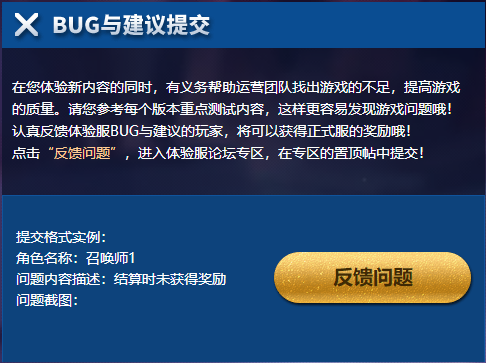 BUG与建议提交
在您体验新内容的同时，有义务帮助运营团队找出游戏的不足，提高游戏
的质量。请您参考每个版本重点测试内容，这样更容易发现游戏问题哦！
认真反馈体验服BUG与建议的玩家，将可以获得正式服的奖励哦！
点击“反馈问题”，进入体验服论坛专区，在专区的置顶帖中提交！
提交格式实例：
角色名称：召唤师1
问题内容描述：结算时未获得奖励
问题截图：
反馈问题